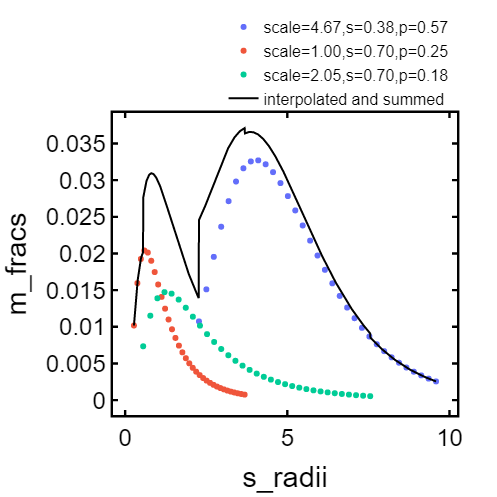 scale=4.67,s=0.38,p=0.57
scale=1.00,s=0.70,p=0.25
scale=2.05,s=0.70,p=0.18
interpolated and summed
m_fracs
0.035
0.03
0.025
0.02
0.015
0.01
0.005
0
0 5 10
s_radii